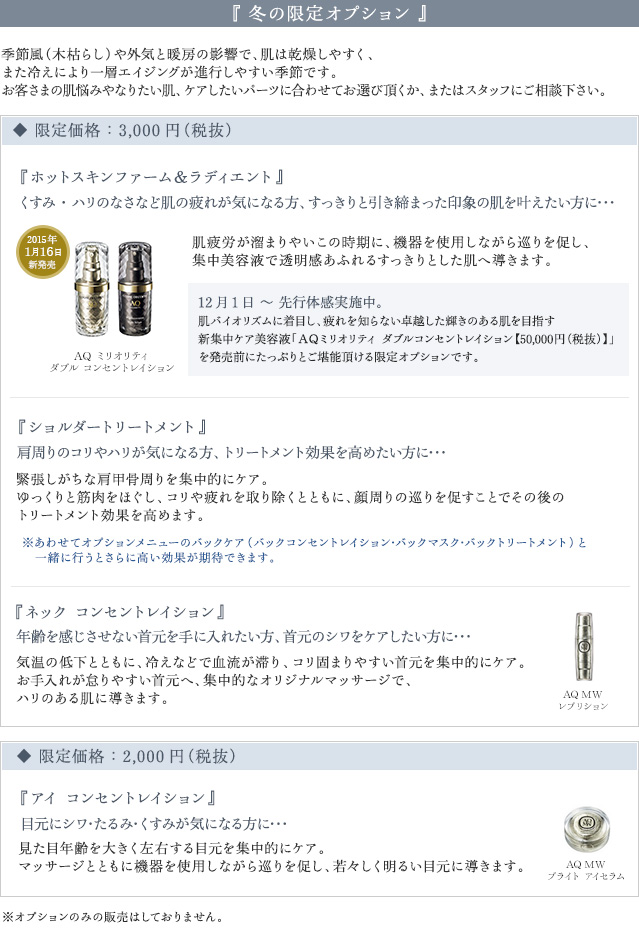 『 冬の限定オプション 』
季節風（木枯らし）や外気と暖房の影響で、肌は乾燥しやすく、
また冷えにより一層エイジングが進行しやすい季節です。
お客さまの肌悩みやなりたい肌、ケアしたいパーツに合わせてお選び頂くか、またはスタッフにご相談下さい。
◆ 限定価格：3,000円（税抜）
『ホットスキンファーム＆ラディエント』
くすみ・ハリのなさなど肌の疲れが気になる方、すっきりと引き締まった印象の肌を叶えたい方に・・・
2015年
1月16日
新発売
肌疲労が溜まりやすいこの時期に、機器を使用しながら巡りを促し、
集中美容液で透明感あふれるすっきりとした肌へ導きます。
12月1日 ～ 先行体感実施中。
肌バイオリズムに着目し、疲れを知らない卓越した輝きのある肌を目指す
新集中ケア美容液「AQミリオリティ ダブルコンセントレイション【50,000円（税抜）】」
を発売前にたっぷりとご堪能頂ける限定オプションです。
AQ
AQ ミリオリティ
ダブル コンセントレイション
『ショルダートリートメント』
肩周りのコリやハリが気になる方、トリートメント効果を高めたい方に・・・
緊張しがちな肩甲骨周りを集中的にケア。
ゆっくりと筋肉をほぐし、コリや疲れを取り除くとともに、顔周りの巡りを促すことでその後の
トリートメント効果を高めます。
※あわせてオプションメニューのバックケア（バックコンセントレイション・バックマスク・バックトリートメント）と
一緒に行うとさらに高い効果が期待できます。
『ネック コンセントレイション』
年齢を感じさせない首元を手に入れたい方、首元のシワをケアしたい方に・・・
気温の低下とともに、冷えなどで血流が滞り、コリ固まりやすい首元を集中的にケア。
お手入れが怠りやすい首元へ、集中的なオリジナルマッサージで、
ハリのある肌に導きます。
AQ MW
レプリション
◆ 限定価格：2,000円（税抜）
『アイ コンセントレイション』
目元にシワ・たるみ・くすみが気になる方に・・・
見た目年齢を大きく左右する目元を集中的にケア。
マッサージとともに機器を使用しながら巡りを促し、若々しく明るい目元に導きます。
AQ MW
ブライト アイセラム
※オプションのみの販売はしておりません。